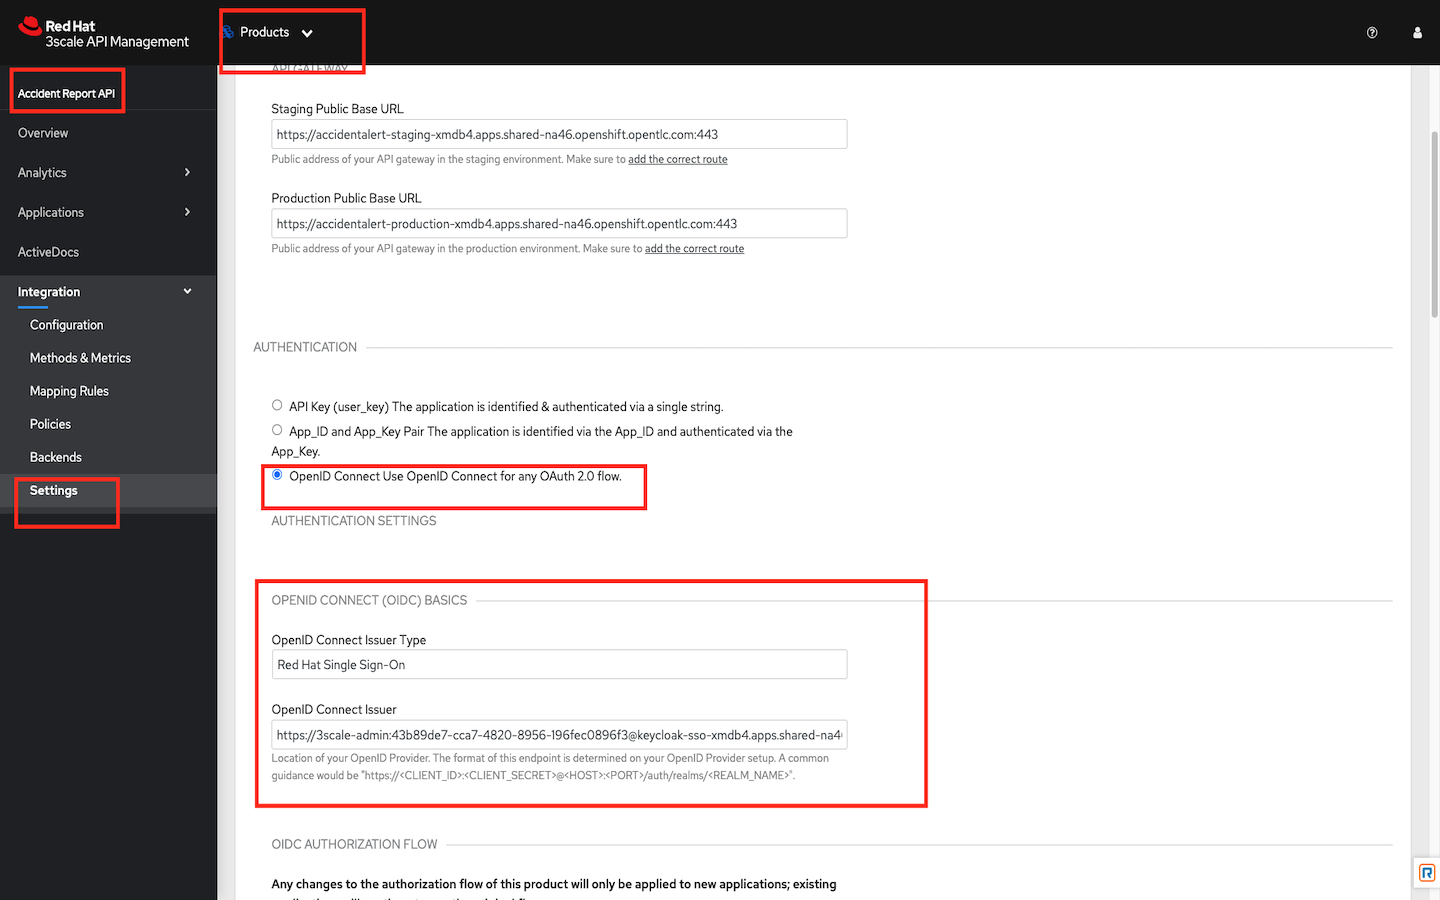 Red Hat
3scale API Management
Products
Accident Report API
Overview
Analytics
Applications
ActiveDocs
Integration
Configuration
Methods & Metrics
Mapping Rules
Policies
Backends
Settings
API GATEWAY
Staging Public Base URL
https://accidentalert-staging-xmdb4.apps.shared-na46.openshift.opentlc.com:443
Public address of your API gateway in the staging environment. Make sure to add the correct route
Production Public Base URL
https://accidentalert-production-xmdb4.apps.shared-na46.openshift.opentlc.com:443
Public address of your API gateway in the production environment. Make sure to add the correct route
AUTHENTICATION
API Key (user_key) The application is identified & authenticated via a single string.
App_ID and App_Key Pair The application is identified via the App_ID and authenticated via the
App_Key.
OpenID Connect Use OpenID Connect for any OAuth 2.0 flow.
AUTHENTICATION SETTINGS
OPENID CONNECT (OIDC) BASICS
OpenID Connect Issuer Type
Red Hat Single Sign-On
OpenID Connect Issuer
https://3scale-admin:43b89de7-cca7-4820-8956-196fec0896f3@keycloak-sso-xmdb4.apps.shared-na4
Location of your OpenID Provider. The format of this endpoint is determined on your OpenID Provider setup. A common
guidance would be "https://<CLIENT_ID>:<CLIENT_SECRET>@<HOST>:<PORT>/auth/realms/<REALM_NAME>".
OIDC AUTHORIZATION FLOW
Any changes to the authorization flow of this product will only be applied to new applications; existing